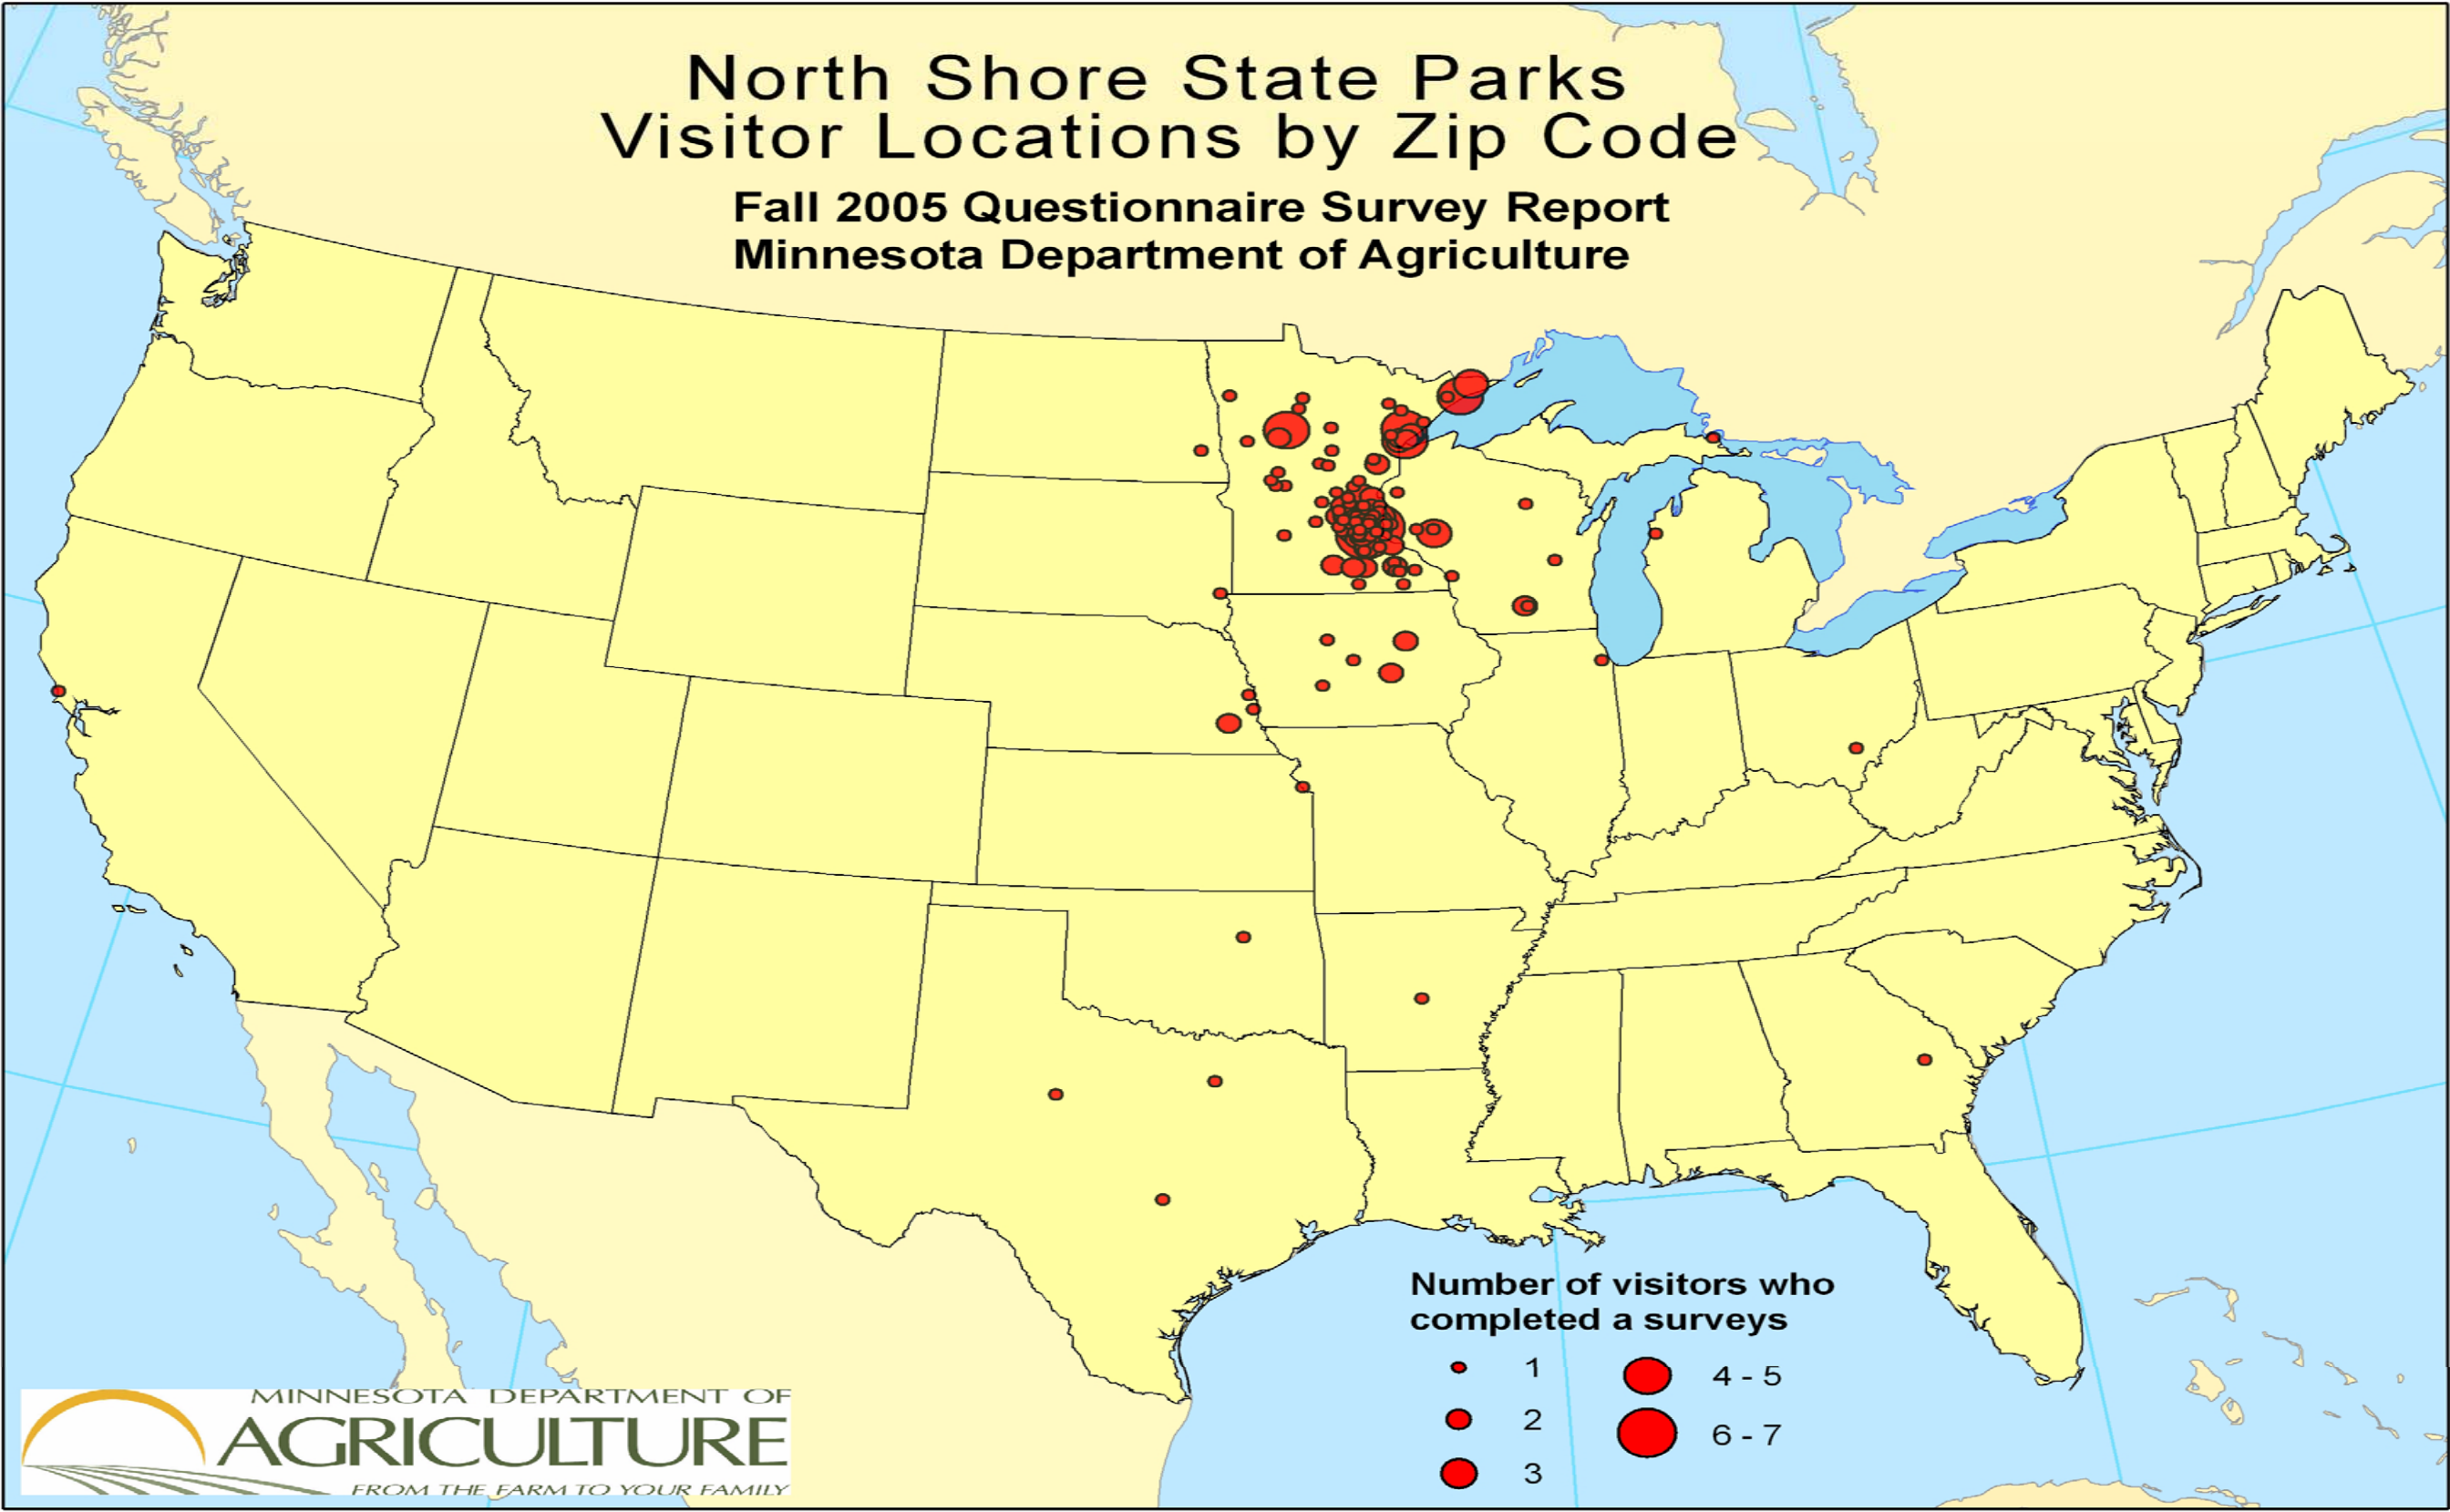 North Shore State Parks
Visitor Locations by Zip Code
Fall 2005 Questionnaire Survey Report
Minnesota Department of Agriculture
Number of visitors who
completed a surveys
1
2
3
4 - 5
6 - 7
MINNESOTA DEPARTMENT OF
AGRICULTURE
FROM THE FARM TO YOUR FAMILY